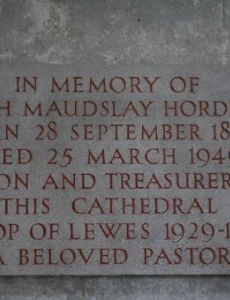 IN MEMORY OF
H MAUDSLAY HORD
N 28 SEPTEMBER 18
ED 25 MARCH 194
ON AND TREASURER
THIS CATHEDRAL
OP OF LEWES 1929-1
A BELOVED PASTOR